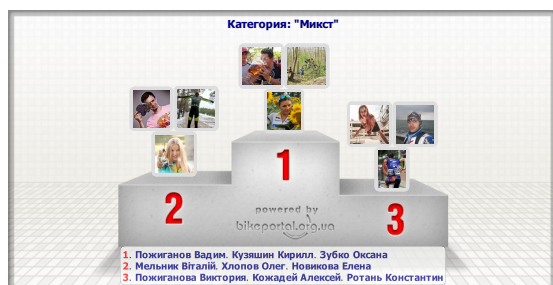 Категория: "Микст"
1
2
3
powered by
bikeportal.org.ua
1. Пожиганов Вадим. Кузяшин Кирилл. Зубко Оксана
2. Мельник Віталій. Хлопов Олег. Новикова Елена
3. Пожиганова Виктория. Кожадей Алексей. Ротань Константин